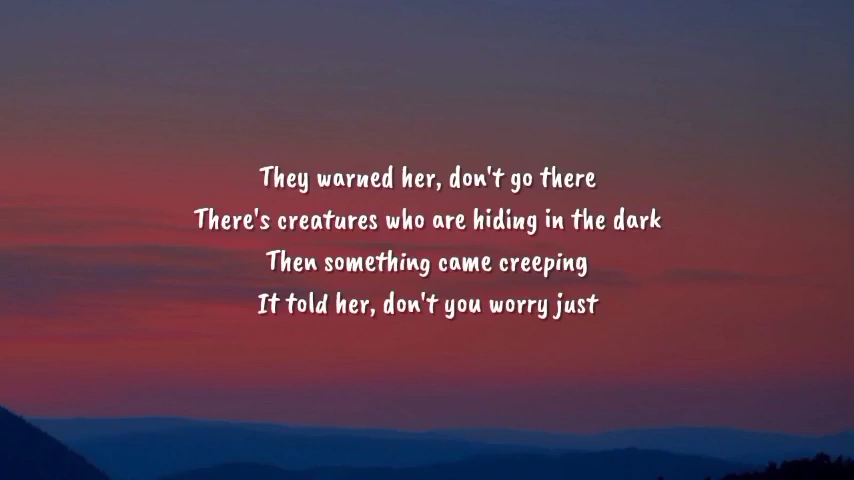 They warned her, don't go there
There's creatures who are hiding in the dark
Then something came creeping
It told her, don't you worry just